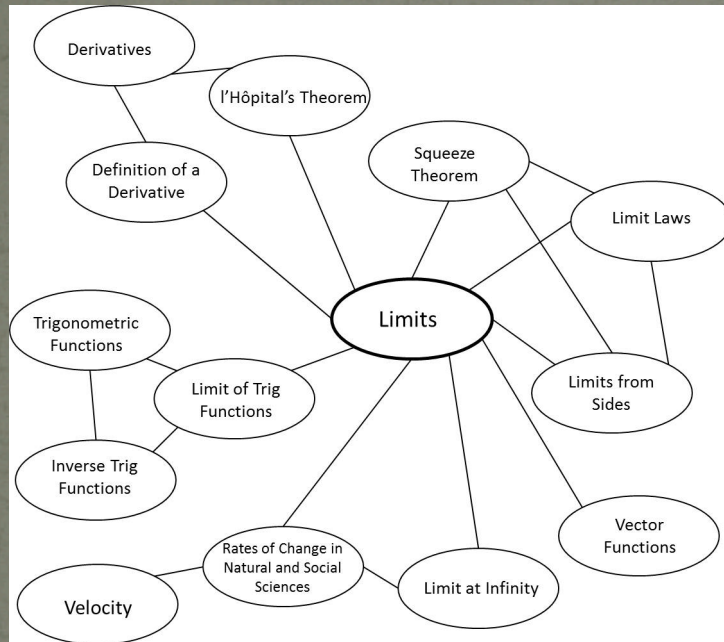 Derivatives
l'Hôpital's Theorem
Squeeze
Theorem
Definition of a
Derivative
Limit Laws
Limits
Trigonometric
Functions
Limit of Trig
Functions
Limits from
Sides
Inverse Trig
Functions
Vector
Functions
Rates of Change in
Natural and Social
Sciences
Limit at Infinity
Velocity